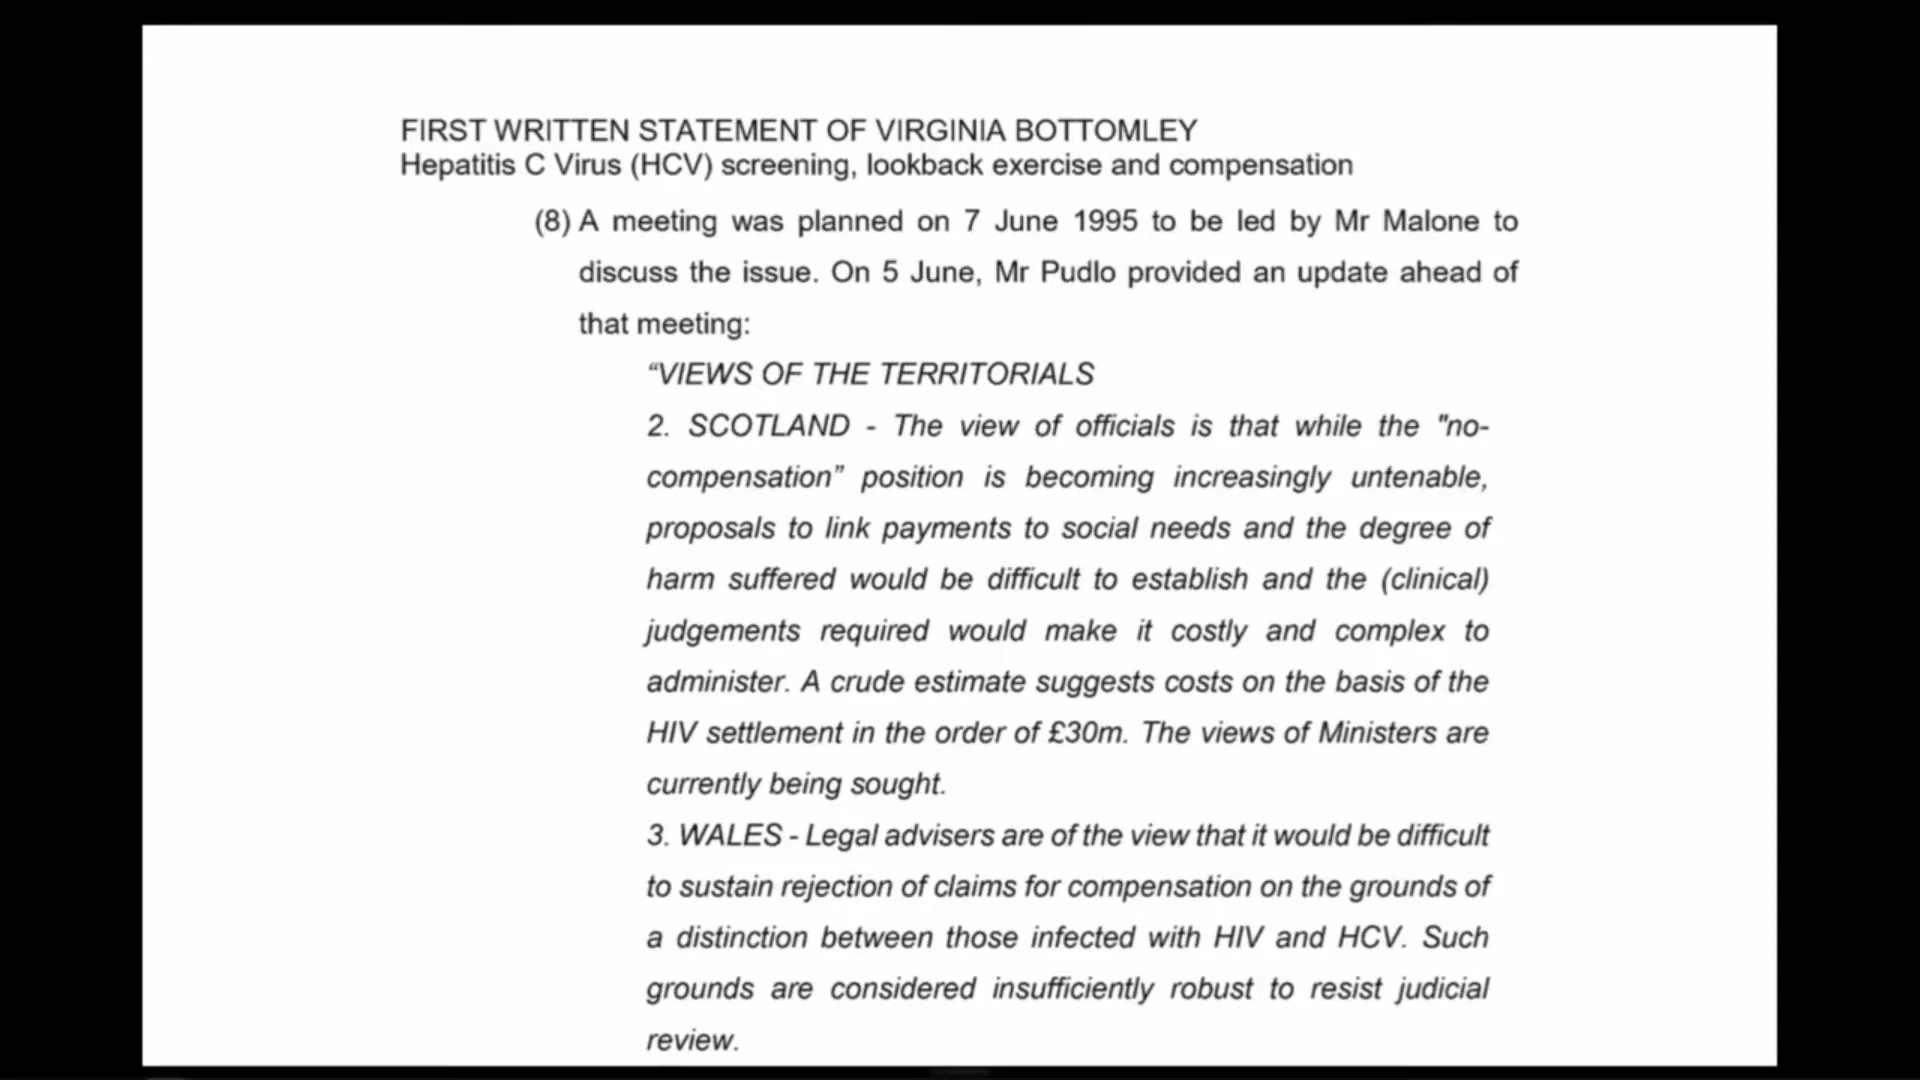 FIRST WRITTEN STATEMENT OF VIRGINIA BOTTOMLEY
Hepatitis C Virus (HCV) screening, lookback exercise and compensation
(8) A meeting was planned on 7 June 1995 to be led by Mr Malone to
discuss the issue. On 5 June, Mr Pudlo provided an update ahead of
that meeting:
“VIEWS OF THE TERRITORIALS
2. SCOTLAND - The view of officials is that while the "no-
compensation” position is becoming increasingly untenable,
proposals to link payments to social needs and the degree of
harm suffered would be difficult to establish and the (clinical)
judgements required would make it costly and complex to
administer. A crude estimate suggests costs on the basis of the
HIV settlement in the order of £30m. The views of Ministers are
currently being sought.
3. WALES - Legal advisers are of the view that it would be difficult
to sustain rejection of claims for compensation on the grounds of
a distinction between those infected with HIV and HCV. Such
grounds are considered insufficiently robust to resist judicial
review.